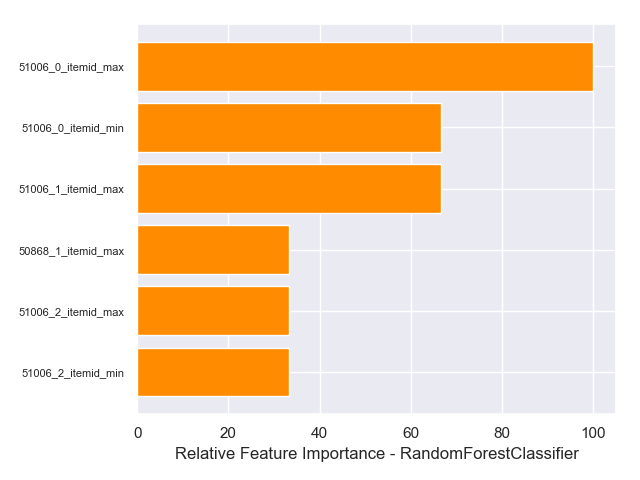 51006_0_itemid_max
51006_0_itemid_min
51006_1_itemid_max
50868_1_itemid_max
51006_2_itemid_max
51006_2_itemid_min
0 20 40 60 80 100
Relative Feature Importance - RandomForestClassifier